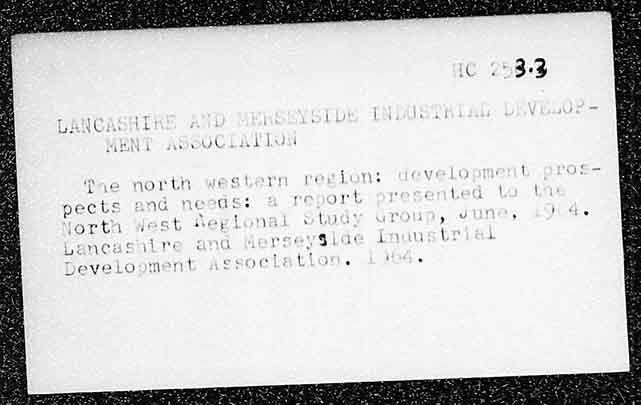 HC 253.3
LANCASHIRE AND MERSEYSIDE INDUSTRIAL DEVELOP-
MENT ASSOCIATION
The north western region: development pros-
pects and needs: a report presented to the
North West Regional Study Group, June, 1964.
Lancashire and Merseyside Industrial
Development Association. 1964.